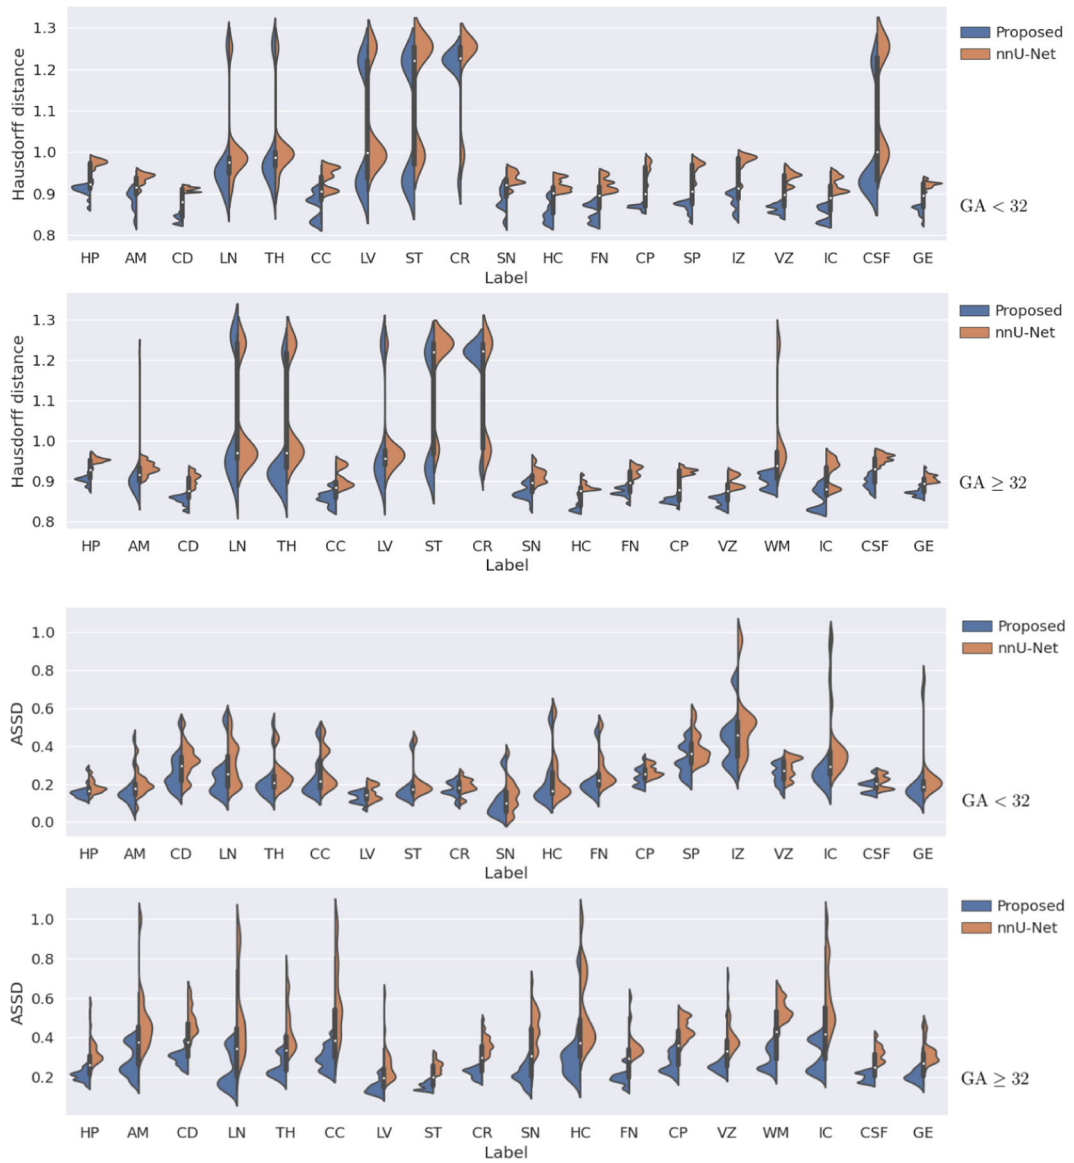 1.3
1.2
1.1
1.0
0.9
0.8
Hausdorff distance
HP AM CD LN TH CC LV ST CR SN HC FN CP SP IZ VZ IC CSF GE
Label
Proposed
nnU-Net
GA < 32
1.3
1.2
1.1
1.0
0.9
0.8
Hausdorff distance
HP AM CD LN TH CC LV ST CR SN HC FN CP VZ WM IC CSF GE
Label
Proposed
nnU-Net
GA ≥ 32
1.0
0.8
0.6
0.4
0.2
0.0
ASSD
HP AM CD LN TH CC LV ST CR SN HC FN CP SP IZ VZ IC CSF GE
Label
Proposed
nnU-Net
GA < 32
1.0
0.8
0.6
0.4
0.2
ASSD
HP AM CD LN TH CC LV ST CR SN HC FN CP VZ WM IC CSF GE
Label
Proposed
nnU-Net
GA ≥ 32